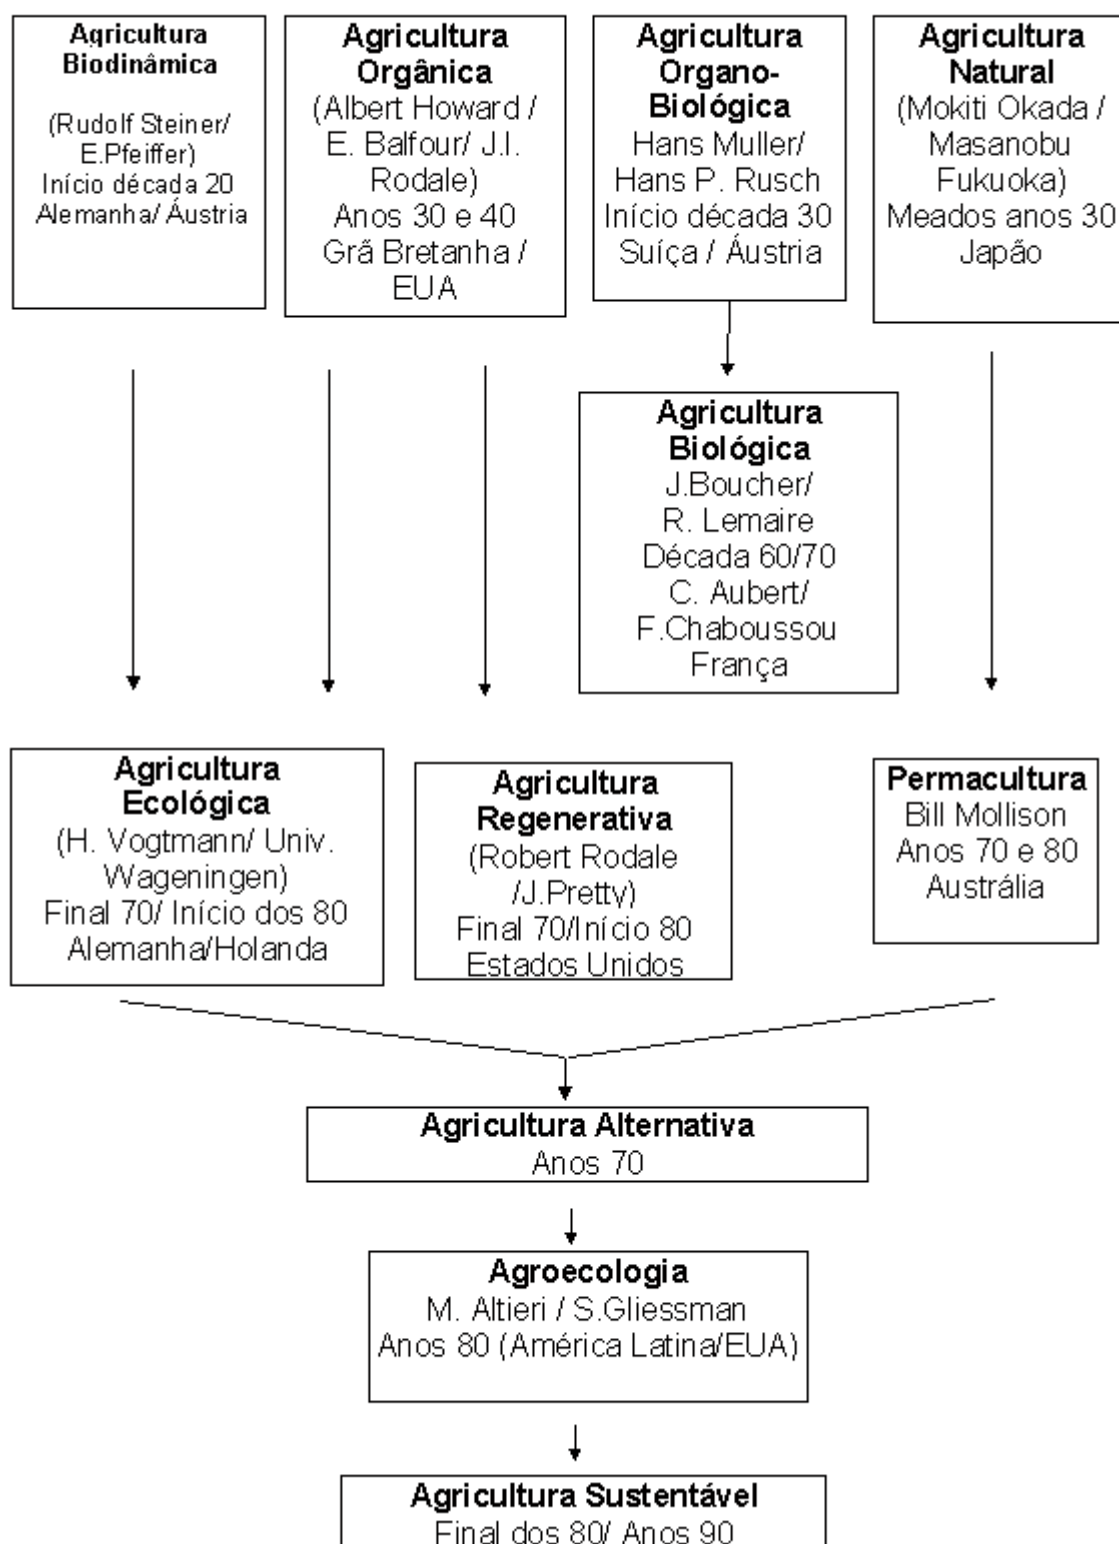 Agricultura
Biodinâmica
(Rudolf Steiner/
E.Pfeiffer)
Início década 20
Alemanha/ Áustria
Agricultura
Orgânica
(Albert Howard /
E. Balfour/ J.I.
Rodale)
Anos 30 e 40
Grã Bretanha /
EUA
Agricultura
Organo-
Biológica
Hans Muller/
Hans P. Rusch
Início década 30
Suíça / Áustria
Agricultura
Natural
(Mokiti Okada /
Masanobu
Fukuoka)
Meados anos 30
Japão
Agricultura
Biológica
J.Boucher/
R. Lemaire
Década 60/70
C. Aubert/
F.Chaboussou
França
Agricultura
Ecológica
(H. Vogtmann/ Univ.
Wageningen)
Final 70/ Início dos 80
Alemanha/Holanda
Agricultura
Regenerativa
(Robert Rodale
/J.Pretty)
Final 70/Início 80
Estados Unidos
Permacultura
Bill Mollison
Anos 70 e 80
Austrália
Agricultura Alternativa
Anos 70
Agroecologia
M. Altieri / S.Gliessman
Anos 80 (América Latina/EUA)
Agricultura Sustentável
Final dos 80/ Anos 90